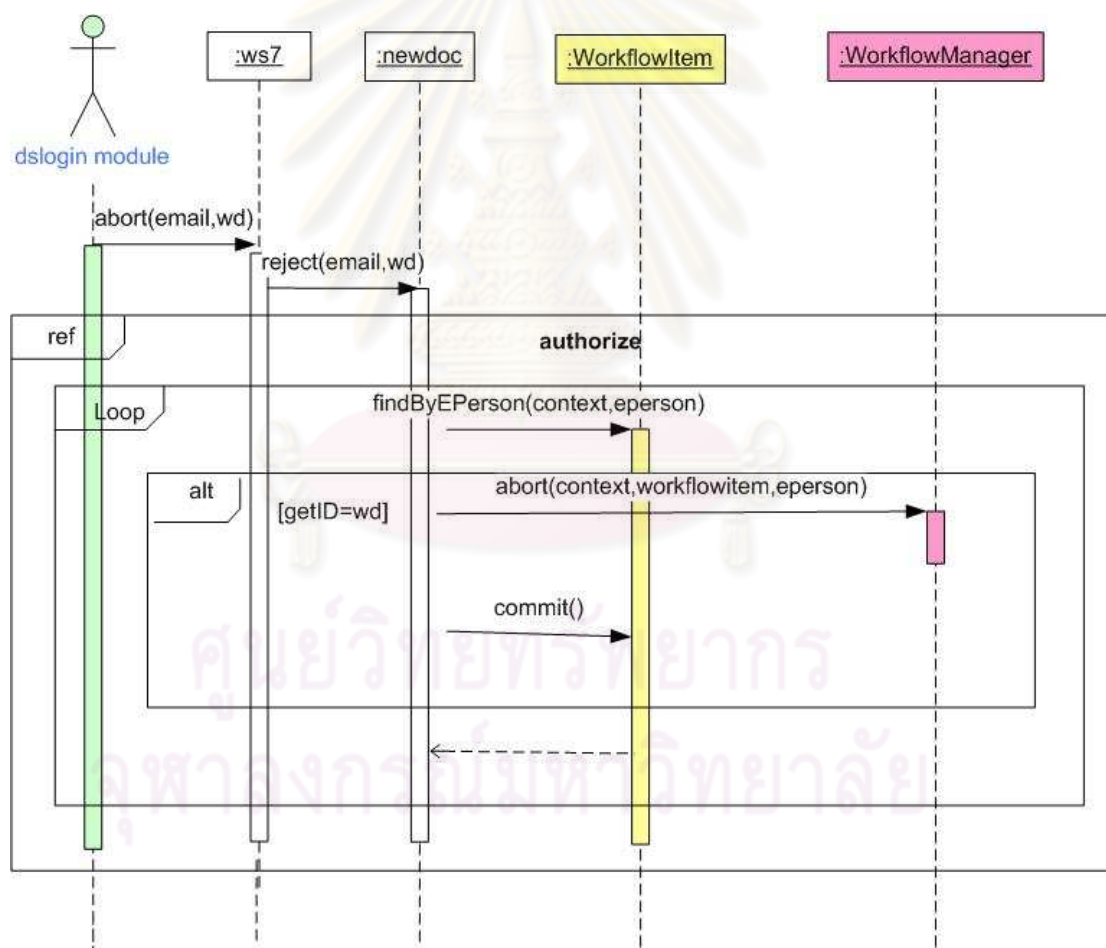 :ws7
:newdoc
:WorkflowItem
:WorkflowManager
dslogin module
abort(email,wd)
reject(email,wd)
ref
authorize
Loop
findByEPerson(context,eperson)
alt
abort(context,workflowitem,eperson)
[getID=wd]
commit()
ศูนย์วิทยทรัพยากร
จุฬาลงกรณ์มหาวิทยาลัย